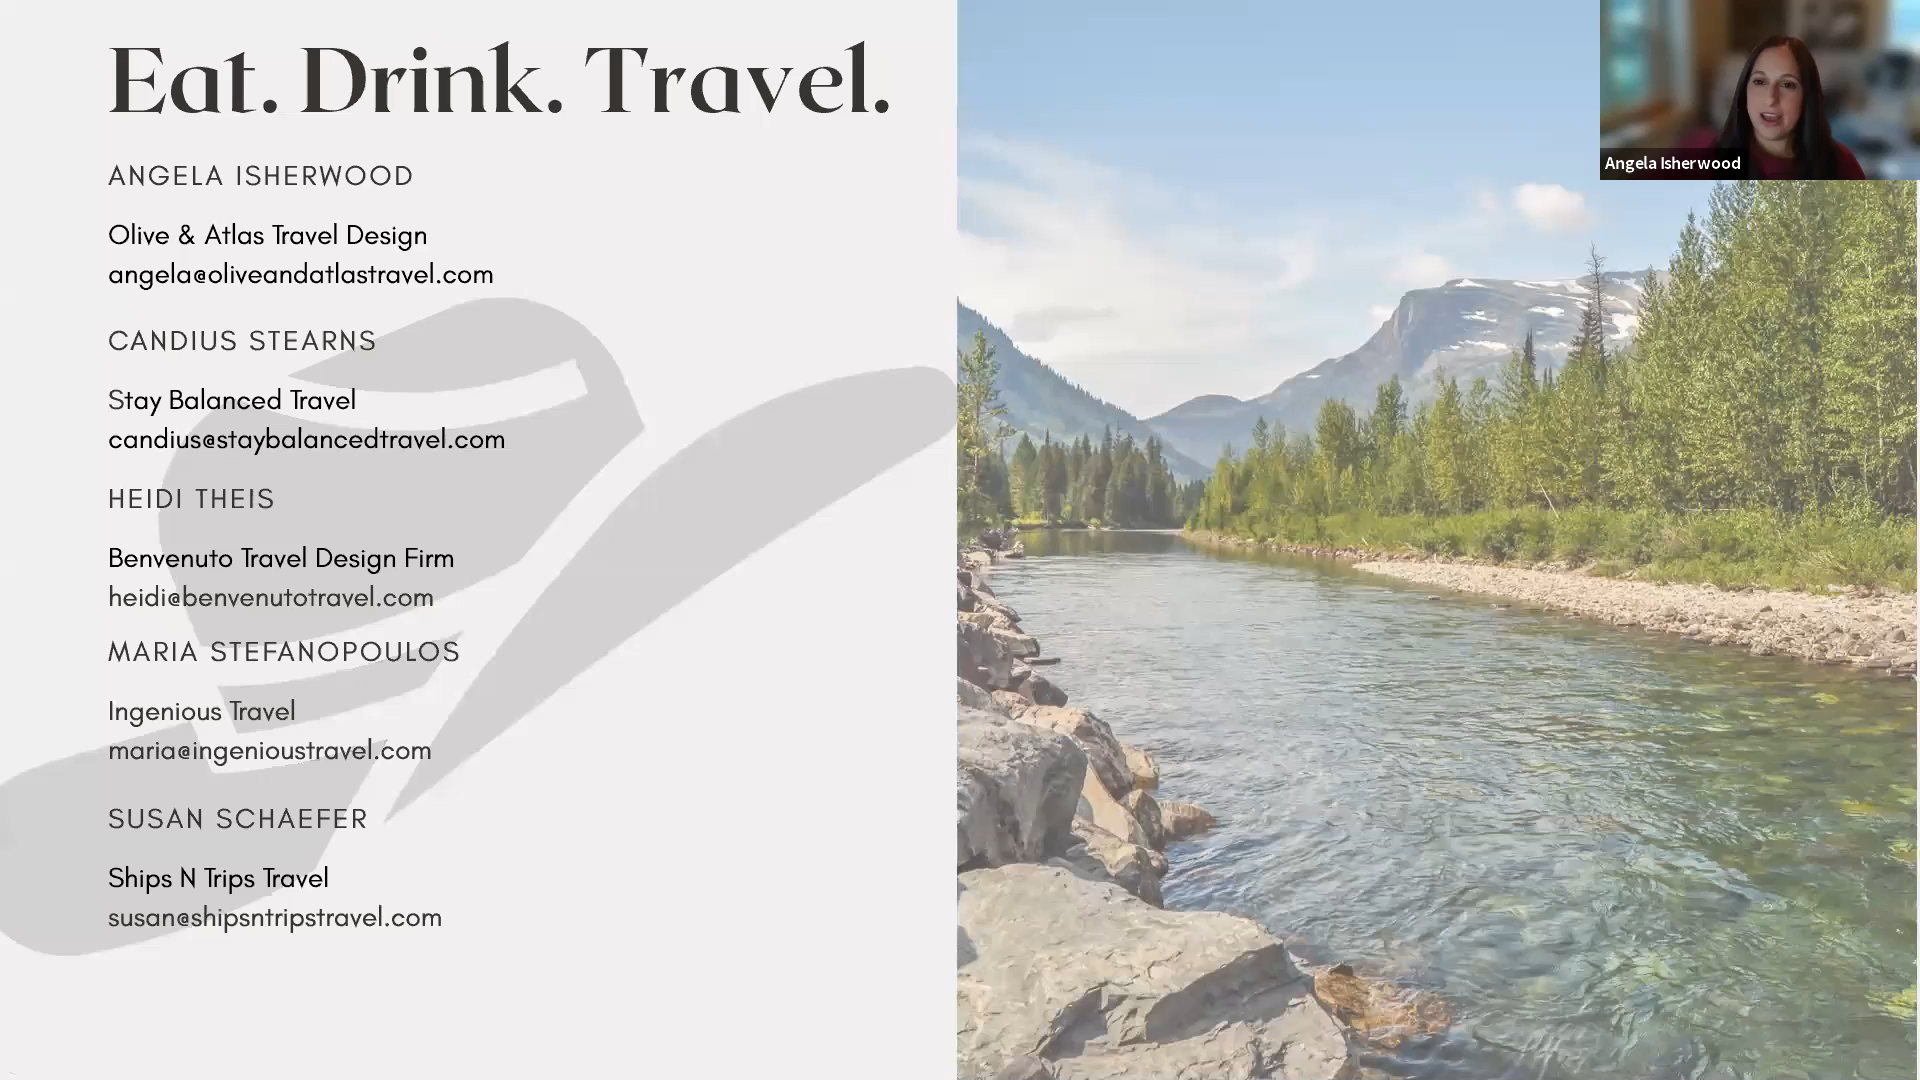 Eat. Drink. Travel.
ANGELA ISHERWOOD
Olive & Atlas Travel Design
angela@oliveandatlastravel.com
CANDIUS STEARNS
Stay Balanced Travel
candius@staybalancedtravel.com
HEIDI THEIS
Benvenuto Travel Design Firm
heidi@benvenutotravel.com
MARIA STEFANOPOULOS
Ingenious Travel
maria@ingenioustravel.com
SUSAN SCHAEFER
Ships N Trips Travel
susan@shipsntripstravel.com
Angela Isherwood